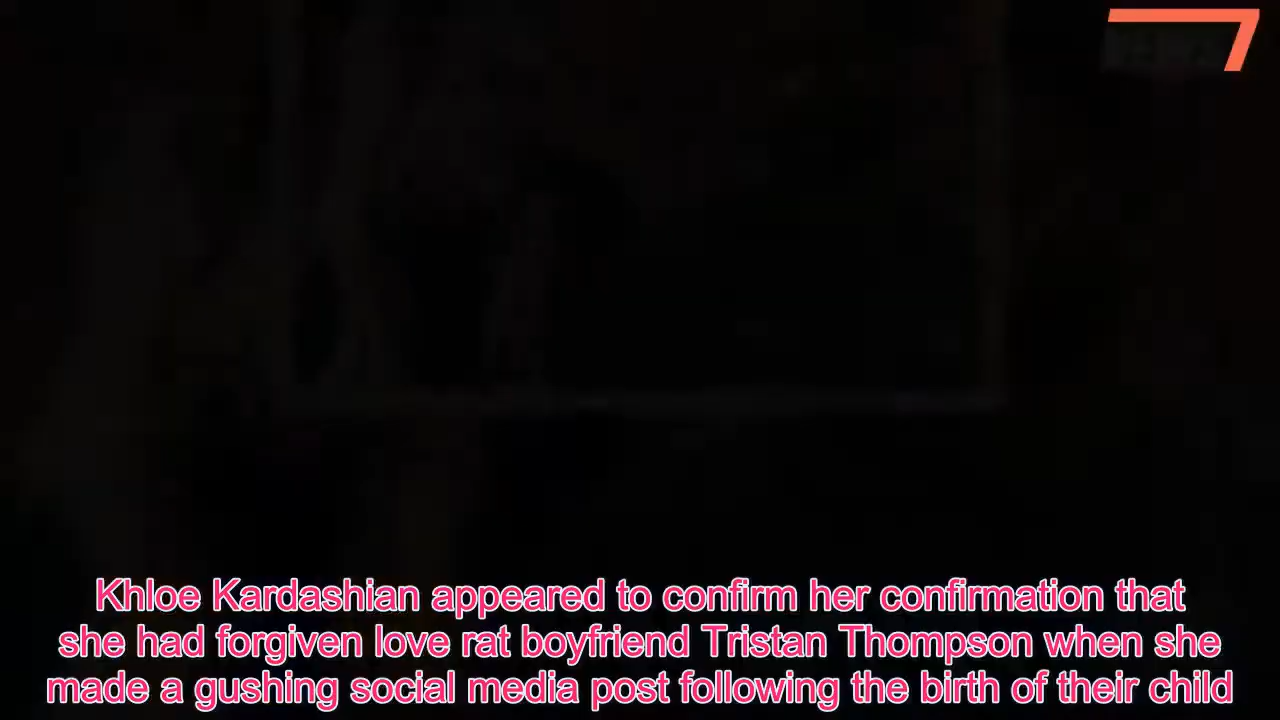 Khloe Kardashian appeared to confirm her confirmation that
she had forgiven love rat boyfriend Tristan Thompson when she
made a gushing social media post following the birth of their child